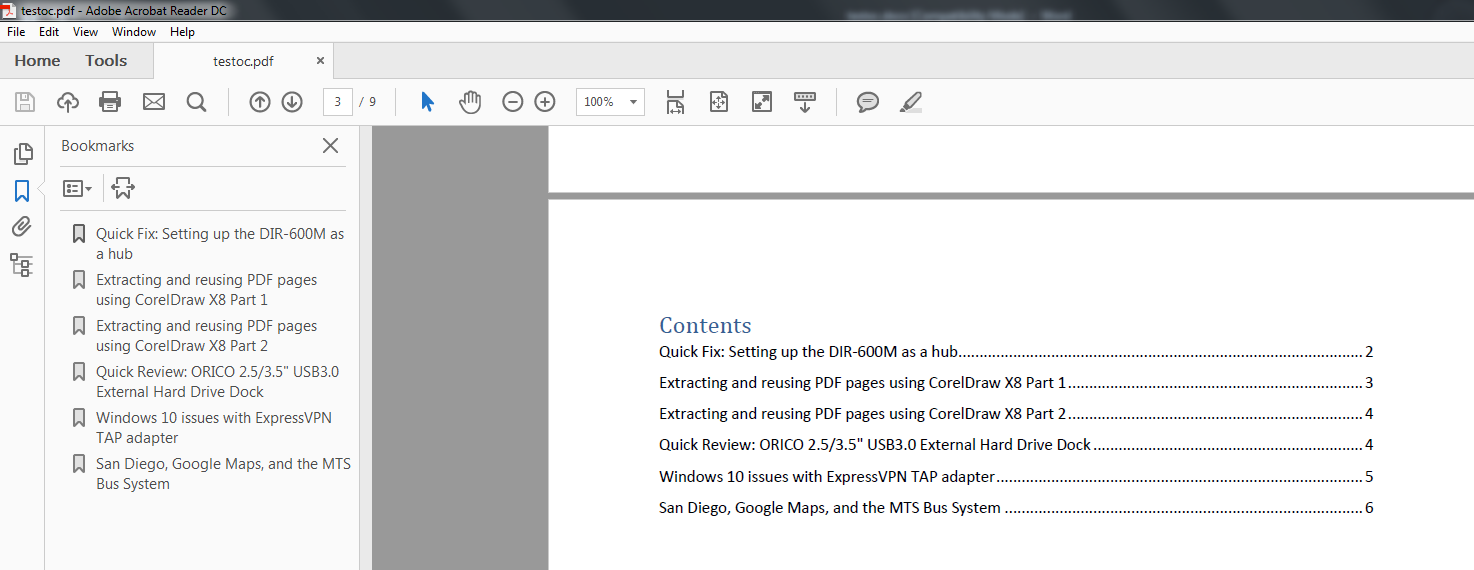 testoc.pdf - Adobe Acrobat Reader DC
File Edit View Window Help
Home Tools testoc.pdf ×
3 / 9 100%
Bookmarks
Quick Fix: Setting up the DIR-600M as
a hub
Extracting and reusing PDF pages
using CorelDraw X8 Part 1
Extracting and reusing PDF pages
using CorelDraw X8 Part 2
Quick Review: ORICO 2.5/3.5" USB3.0
External Hard Drive Dock
Windows 10 issues with ExpressVPN
TAP adapter
San Diego, Google Maps, and the MTS
Bus System
Contents
Quick Fix: Setting up the DIR-600M as a hub 2
Extracting and reusing PDF pages using CorelDraw X8 Part 1 3
Extracting and reusing PDF pages using CorelDraw X8 Part 2 4
Quick Review: ORICO 2.5/3.5" USB3.0 External Hard Drive Dock 4
Windows 10 issues with ExpressVPN TAP adapter 5
San Diego, Google Maps, and the MTS Bus System 6